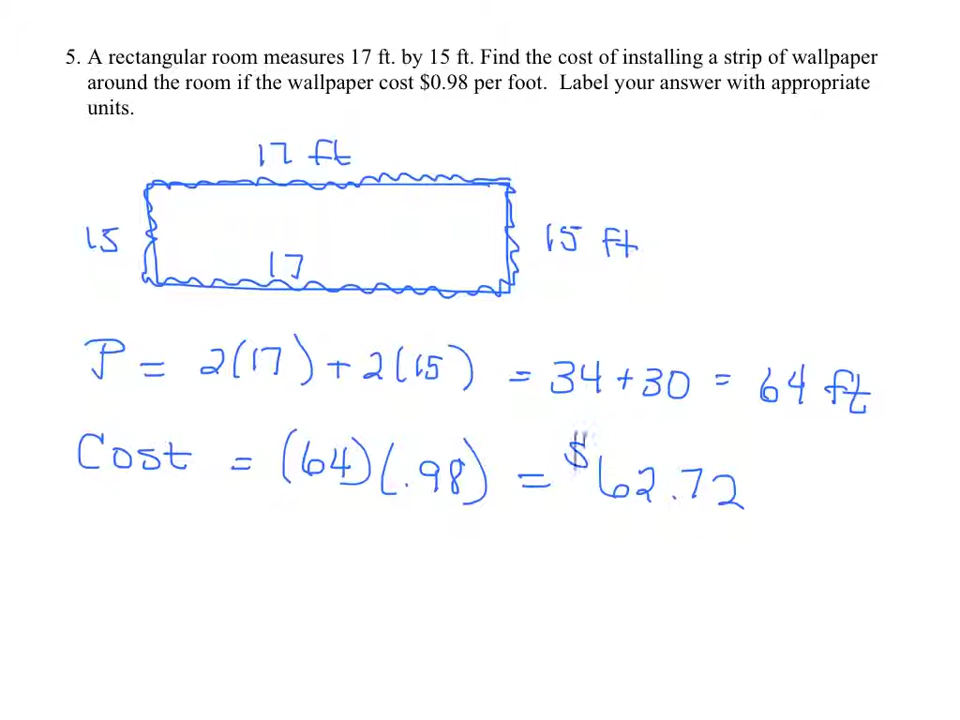 5. A rectangular room measures 17 ft. by 15 ft. Find the cost of installing a strip of wallpaper
around the room if the wallpaper cost $0.98 per foot. Label your answer with appropriate
units.
17 ft
15
15 ft
17
P = 2(17) + 2(15) = 34 + 30 = 64 ft
Cost = (64)(.98) = $62.72